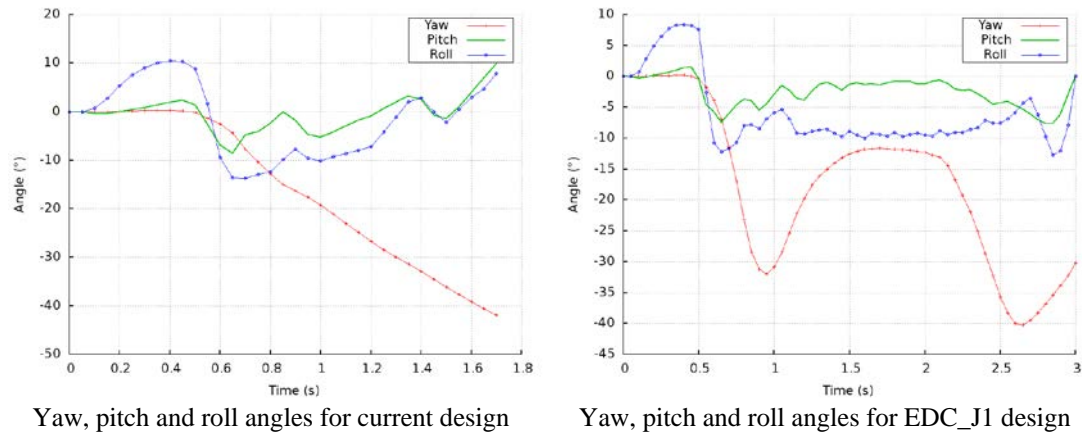 Yaw
Pitch
Roll
20
10
0
-10
-20
-30
-40
-50
Angle (°)
0 0.2 0.4 0.6 0.8 1 1.2 1.4 1.6 1.8
Time (s)
Yaw, pitch and roll angles for current design
Yaw
Pitch
Roll
10
5
0
-5
-10
-15
-20
-25
-30
-35
-40
-45
Angle (°)
0 0.5 1 1.5 2 2.5 3
Time (s)
Yaw, pitch and roll angles for EDC_J1 design